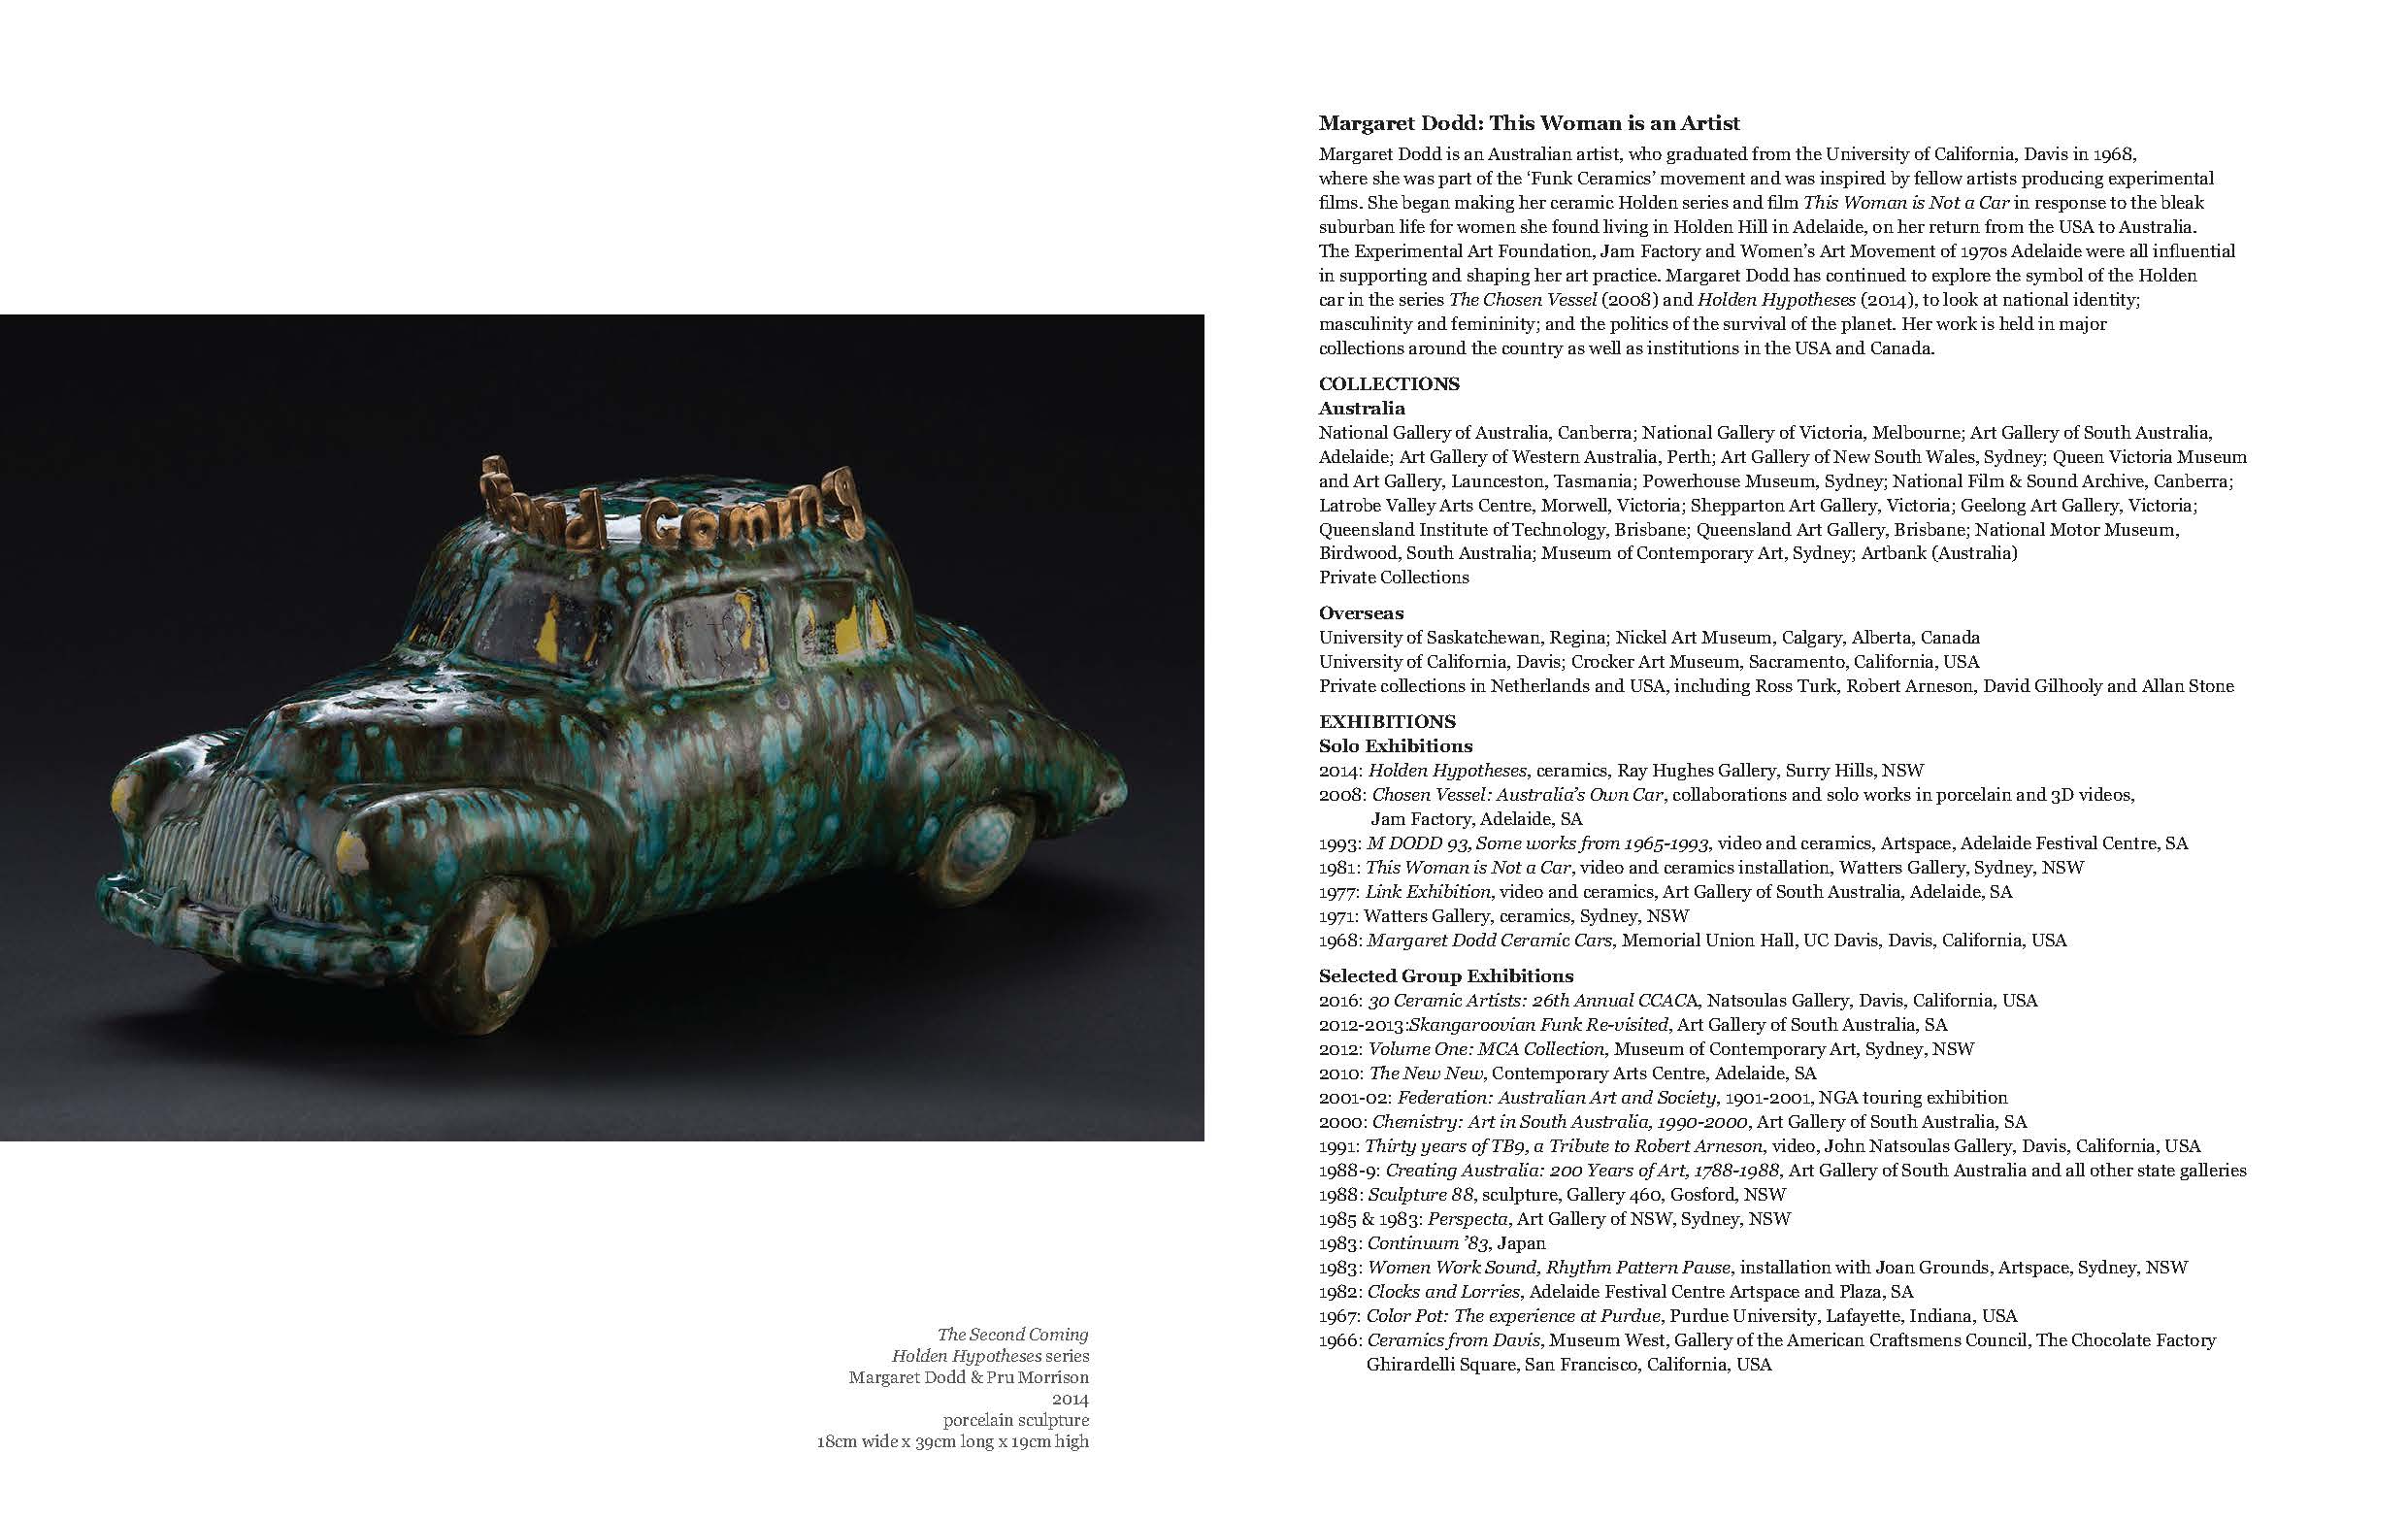 ond Coming
The Second Coming
Holden Hypotheses series
Margaret Dodd & Pru Morrison
2014
porcelain sculpture
18cm wide x 39cm long x 19cm high
Margaret Dodd: This Woman is an Artist
Margaret Dodd is an Australian artist, who graduated from the University of California, Davis in 1968,
where she was part of the ‘Funk Ceramics’ movement and was inspired by fellow artists producing experimental
films. She began making her ceramic Holden series and film This Woman is Not a Car in response to the bleak
suburban life for women she found living in Holden Hill in Adelaide, on her return from the USA to Australia.
The Experimental Art Foundation, Jam Factory and Women’s Art Movement of 1970s Adelaide were all influential
in supporting and shaping her art practice. Margaret Dodd has continued to explore the symbol of the Holden
car in the series The Chosen Vessel (2008) and Holden Hypotheses (2014), to look at national identity;
masculinity and femininity; and the politics of the survival of the planet. Her work is held in major
collections around the country as well as institutions in the USA and Canada.
COLLECTIONS
Australia
National Gallery of Australia, Canberra; National Gallery of Victoria, Melbourne; Art Gallery of South Australia,
Adelaide; Art Gallery of Western Australia, Perth; Art Gallery of New South Wales, Sydney; Queen Victoria Museum
and Art Gallery, Launceston, Tasmania; Powerhouse Museum, Sydney; National Film & Sound Archive, Canberra;
Latrobe Valley Arts Centre, Morwell, Victoria; Shepparton Art Gallery, Victoria; Geelong Art Gallery, Victoria;
Queensland Institute of Technology, Brisbane; Queensland Art Gallery, Brisbane; National Motor Museum,
Birdwood, South Australia; Museum of Contemporary Art, Sydney; Artbank (Australia)
Private Collections
Overseas
University of Saskatchewan, Regina; Nickel Art Museum, Calgary, Alberta, Canada
University of California, Davis; Crocker Art Museum, Sacramento, California, USA
Private collections in Netherlands and USA, including Ross Turk, Robert Arneson, David Gilhooly and Allan Stone
EXHIBITIONS
Solo Exhibitions
2014: Holden Hypotheses, ceramics, Ray Hughes Gallery, Surry Hills, NSW
2008: Chosen Vessel: Australia’s Own Car, collaborations and solo works in porcelain and 3D videos,
Jam Factory, Adelaide, SA
1993: M DODD 93, Some works from 1965-1993, video and ceramics, Artspace, Adelaide Festival Centre, SA
1981: This Woman is Not a Car, video and ceramics installation, Watters Gallery, Sydney, NSW
1977: Link Exhibition, video and ceramics, Art Gallery of South Australia, Adelaide, SA
1971: Watters Gallery, ceramics, Sydney, NSW
1968: Margaret Dodd Ceramic Cars, Memorial Union Hall, UC Davis, Davis, California, USA
Selected Group Exhibitions
2016: 30 Ceramic Artists: 26th Annual CCACA, Natsoulas Gallery, Davis, California, USA
2012-2013:Skangaroovian Funk Re-visited, Art Gallery of South Australia, SA
2012: Volume One: MCA Collection, Museum of Contemporary Art, Sydney, NSW
2010: The New New, Contemporary Arts Centre, Adelaide, SA
2001-02: Federation: Australian Art and Society, 1901-2001, NGA touring exhibition
2000: Chemistry: Art in South Australia, 1990-2000, Art Gallery of South Australia, SA
1991: Thirty years of TB9, a Tribute to Robert Arneson, video, John Natsoulas Gallery, Davis, California, USA
1988-9: Creating Australia: 200 Years of Art, 1788-1988, Art Gallery of South Australia and all other state galleries
1988: Sculpture 88, sculpture, Gallery 460, Gosford, NSW
1985 & 1983: Perspecta, Art Gallery of NSW, Sydney, NSW
1983: Continuum ’83, Japan
1983: Women Work Sound, Rhythm Pattern Pause, installation with Joan Grounds, Artspace, Sydney, NSW
1982: Clocks and Lorries, Adelaide Festival Centre Artspace and Plaza, SA
1967: Color Pot: The experience at Purdue, Purdue University, Lafayette, Indiana, USA
1966: Ceramics from Davis, Museum West, Gallery of the American Craftsmens Council, The Chocolate Factory
Ghirardelli Square, San Francisco, California, USA